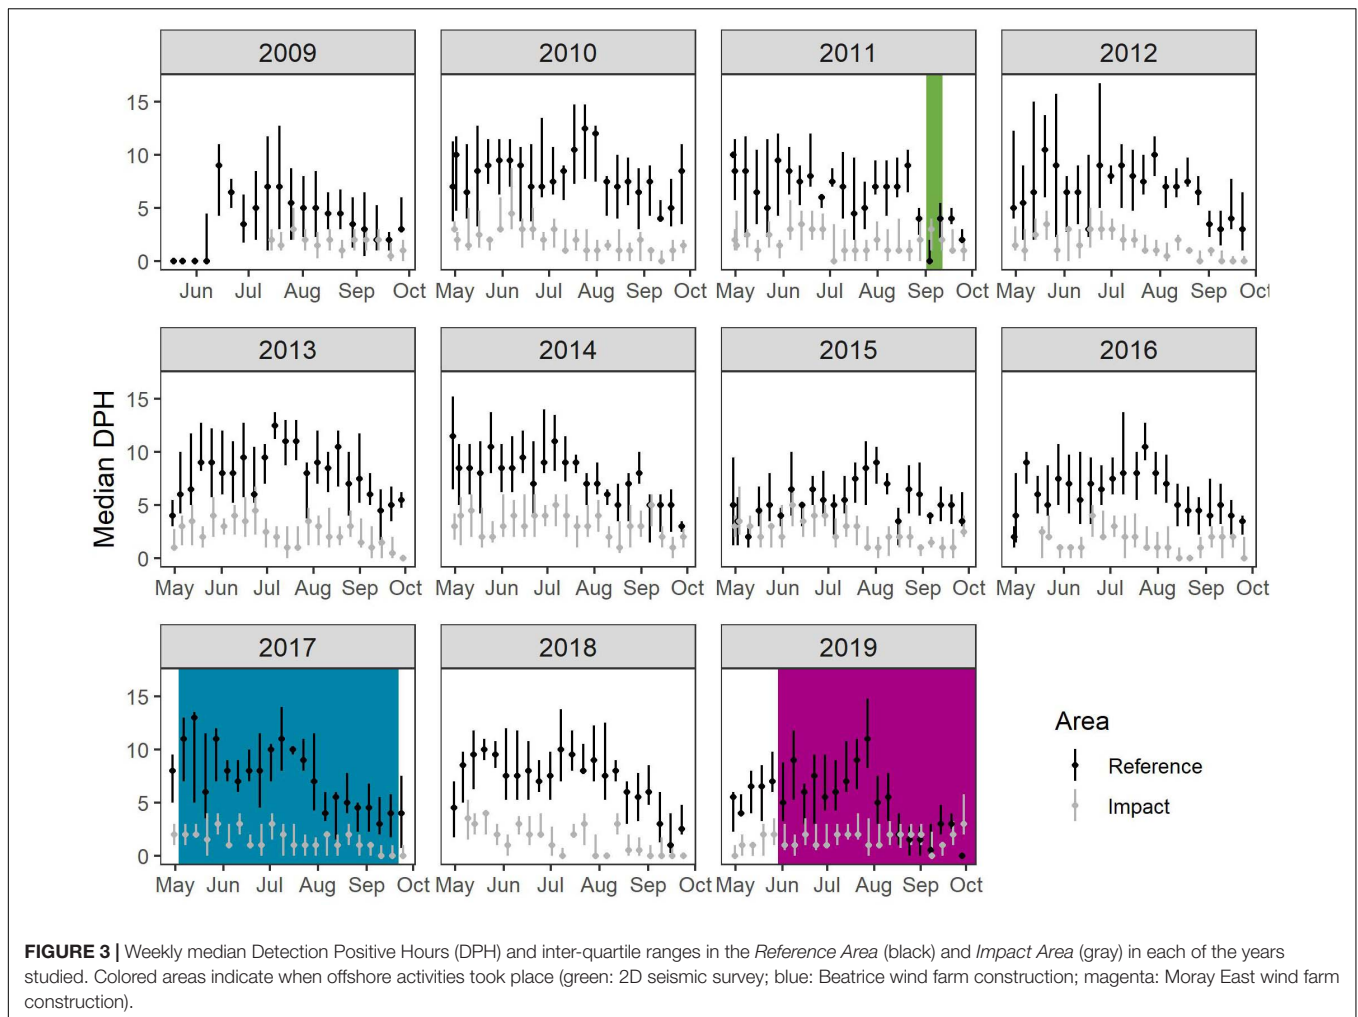 2009 2010 2011 2012
15
10
5
0
Jun Jul Aug Sep Oct May Jun Jul Aug Sep Oct May Jun Jul Aug Sep Oct May Jun Jul Aug Sep Oct
2013 2014 2015 2016
Median DPH
15
10
5
0
May Jun Jul Aug Sep Oct May Jun Jul Aug Sep Oct May Jun Jul Aug Sep Oct May Jun Jul Aug Sep Oct
2017 2018 2019
15
10
5
0
May Jun Jul Aug Sep Oct May Jun Jul Aug Sep Oct May Jun Jul Aug Sep Oct
Area
Reference
Impact
FIGURE 3 | Weekly median Detection Positive Hours (DPH) and inter-quartile ranges in the Reference Area (black) and Impact Area (gray) in each of the years
studied. Colored areas indicate when offshore activities took place (green: 2D seismic survey; blue: Beatrice wind farm construction; magenta: Moray East wind farm
construction).